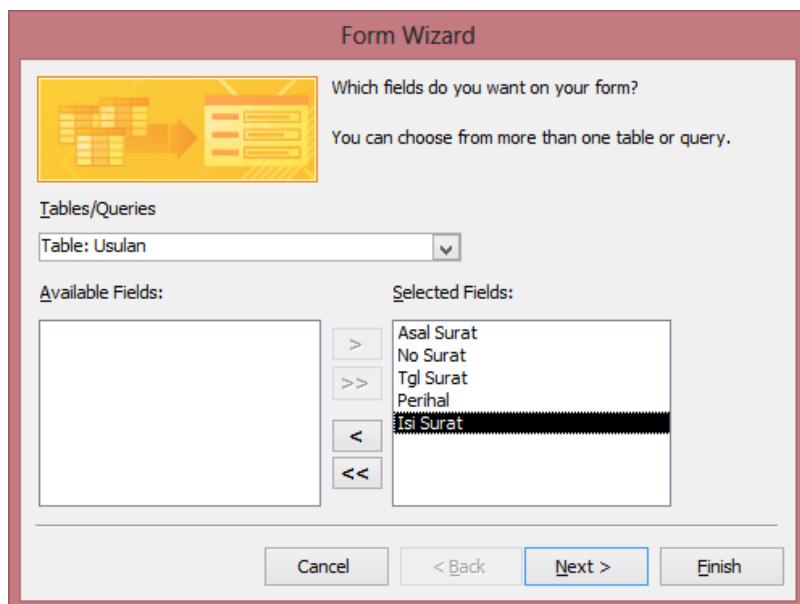 Form Wizard
Which fields do you want on your form?
You can choose from more than one table or query.
Tables/Queries
Table: Usulan
Available Fields:
Selected Fields:
Asal Surat
No Surat
Tgl Surat
Perihal
Isi Surat
>
>>
<
<<
Cancel
< Back
Next >
Finish